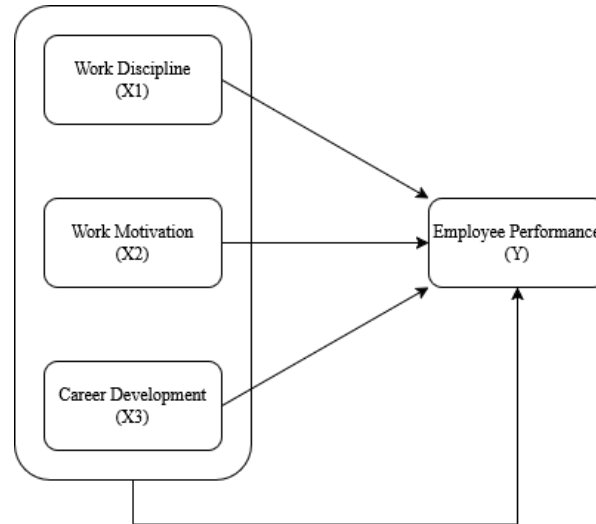 Work Discipline
(X1)
Work Motivation
(X2)
Employee Performance
(Y)
Career Development
(X3)